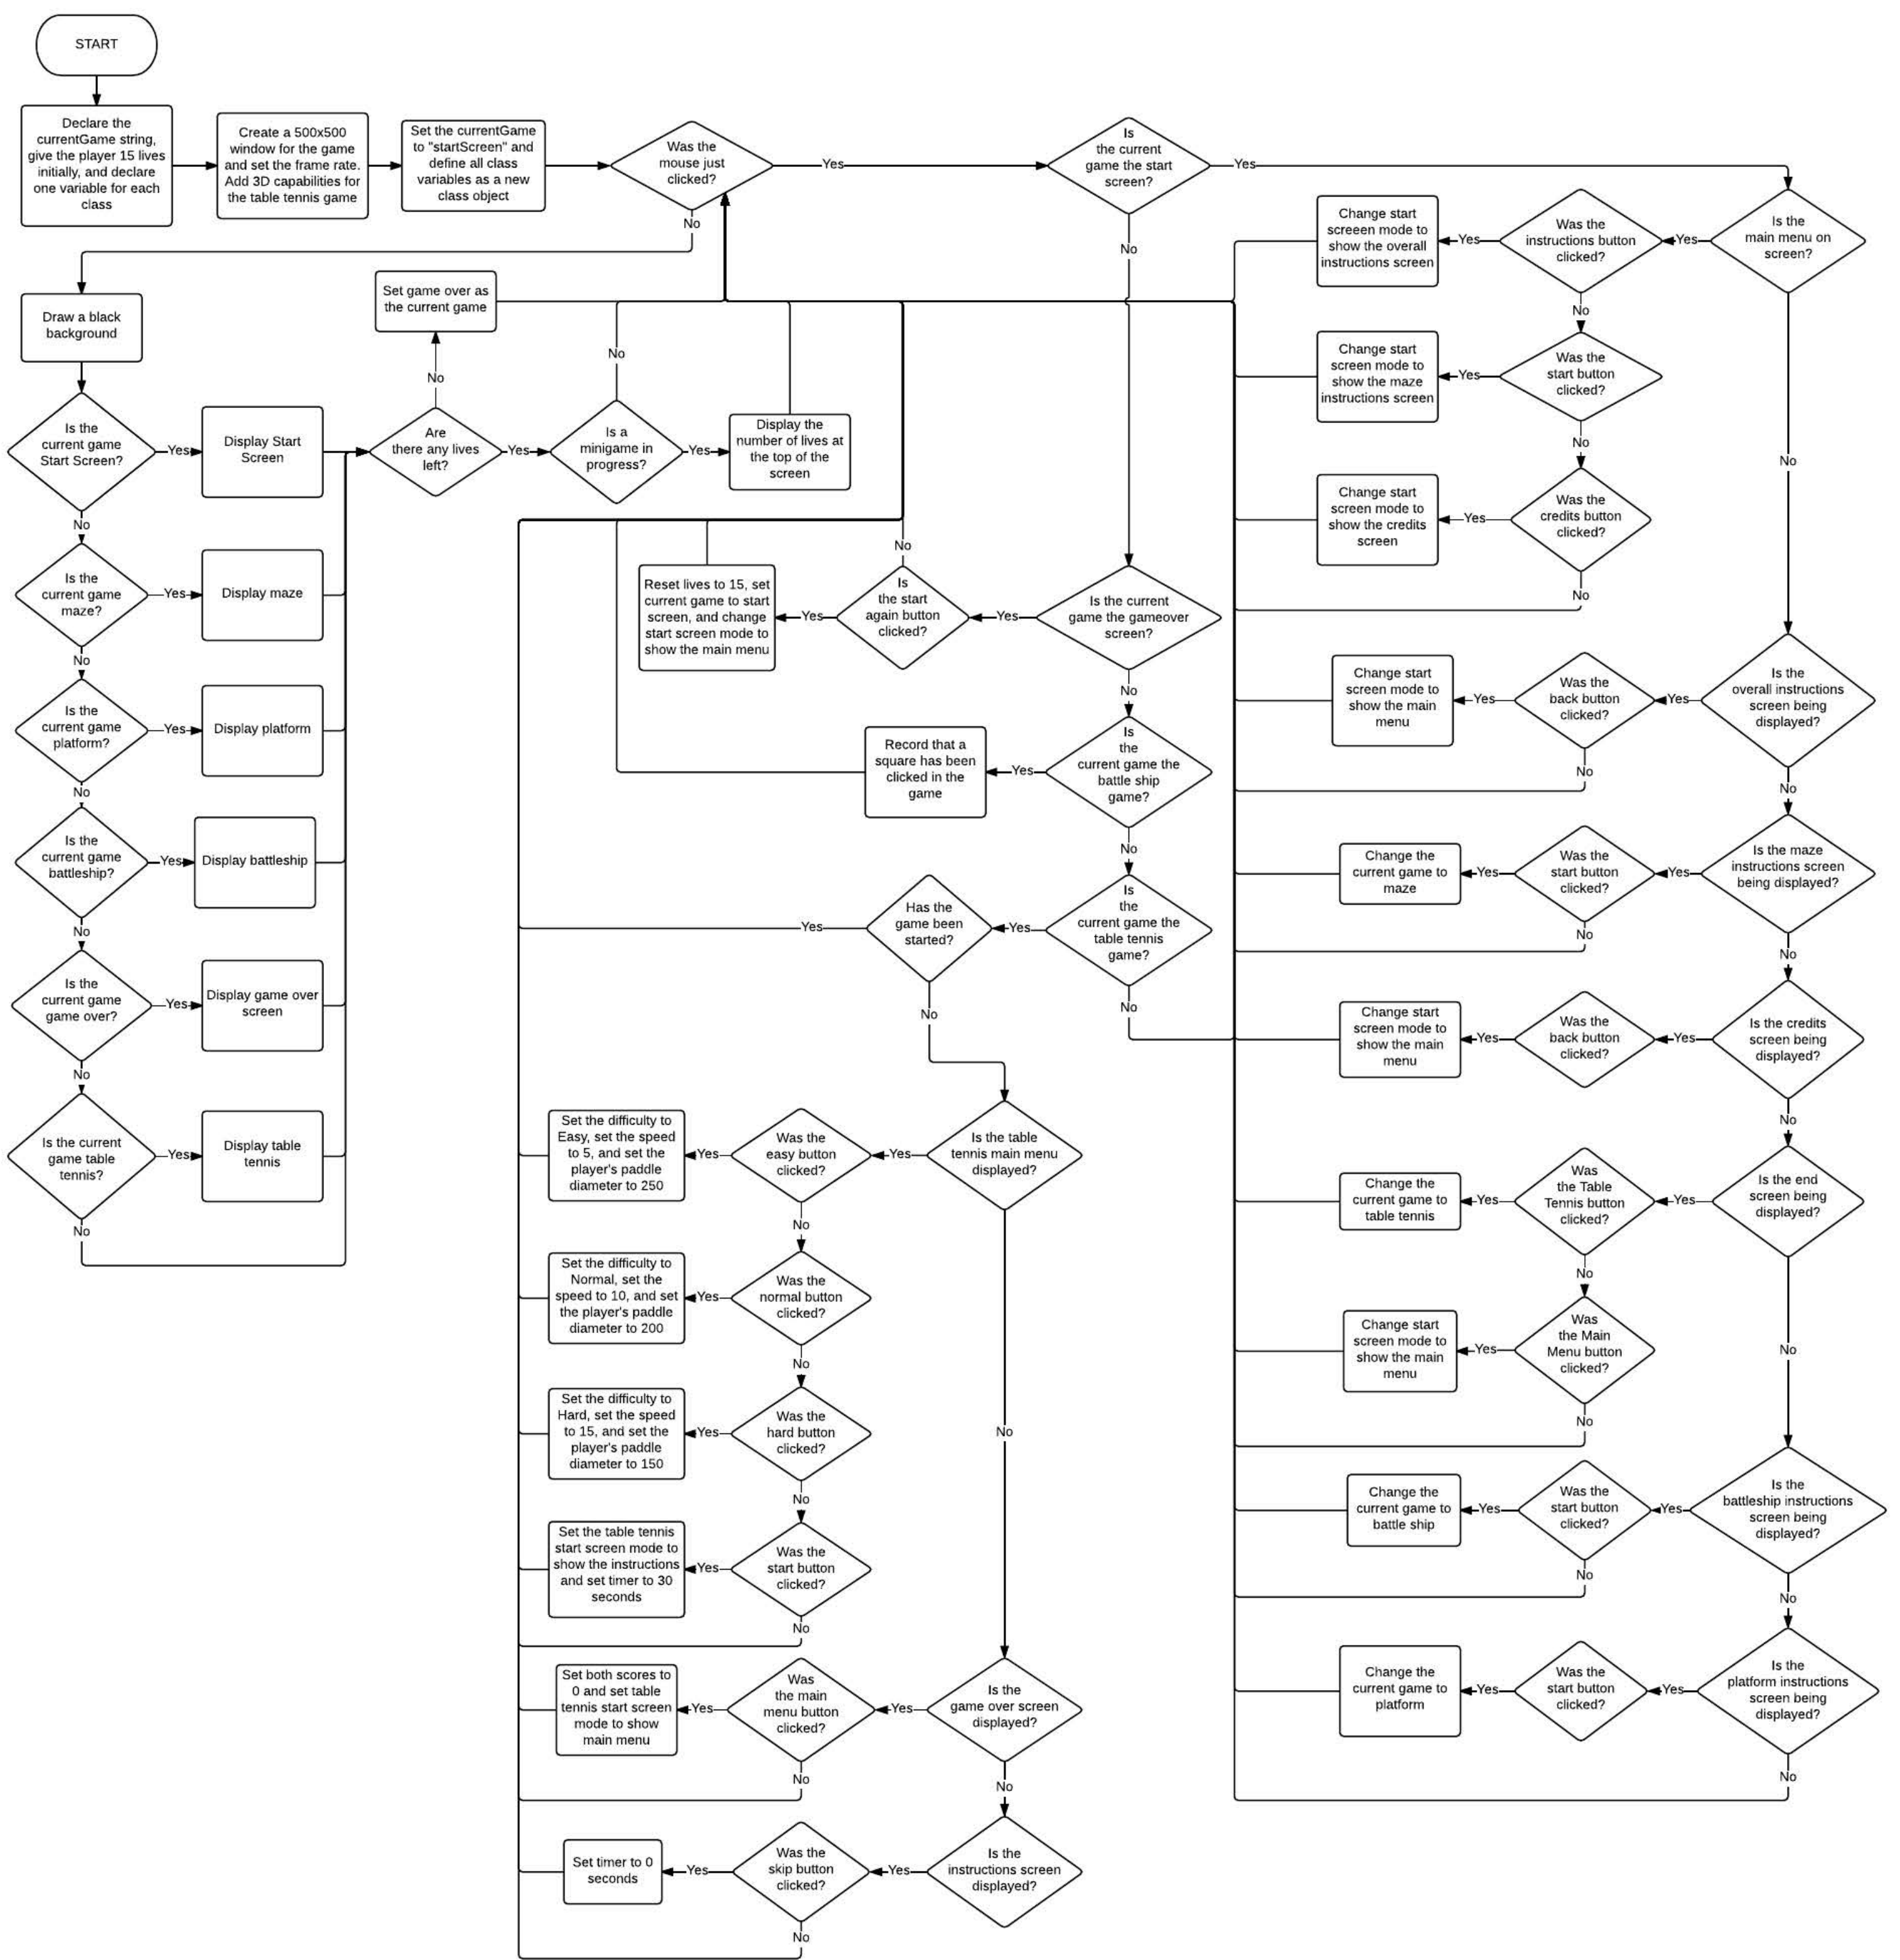 START
Declare the
currentGame string,
give the player 15 lives
initially, and declare
one variable for each
class
Create a 500x500
window for the game
and set the frame rate.
Add 3D capabilities for
the table tennis game
Set the currentGame
to "startScreen" and
define all class
variables as a new
class object
Was the
mouse just
clicked?
Yes
No
Is
the current
game the start
screen?
Yes
No
Draw a black
background
Is the
current game
Start Screen?
Yes
Display Start
Screen
No
Is the
current game
maze?
Yes
Display maze
No
Is the
current game
platform?
Yes
Display platform
No
Is the
current game
battleship?
Yes
Display battleship
No
Is the
current game
game over?
Yes
Display game over
screen
No
Is the current
game table
tennis?
Yes
Display table
tennis
No
Set game over as
the current game
No
Are
there any lives
left?
Yes
No
Is a
minigame in
progress?
Yes
Display the
number of lives at
the top of the
screen
Is the current
game the gameover
screen?
Yes
Is
the start
again button
clicked?
No
Yes
Reset lives to 15, set
current game to start
screen, and change
start screen mode to
show the main menu
No
Is
the
current game the
battle ship
game?
Yes
Record that a
square has been
clicked in the
game
No
Is
the
current game the
table tennis
game?
Yes
No
Has the
game been
started?
Yes
No
Is the table
tennis main menu
displayed?
Yes
Was the
easy button
clicked?
Yes
Set the difficulty to
Easy, set the speed
to 5, and set the
player's paddle
diameter to 250
No
Was the
normal button
clicked?
Yes
Set the difficulty to
Normal, set the
speed to 10, and set
the player's paddle
diameter to 200
No
Was the
hard button
clicked?
Yes
Set the difficulty to
Hard, set the speed
to 15, and set the
player's paddle
diameter to 150
No
Was the
start button
clicked?
Yes
Set the table tennis
start screen mode to
show the instructions
and set timer to 30
seconds
No
No
Is the
game over screen
displayed?
Yes
Was
the main
menu button
clicked?
Yes
Set both scores to
0 and set table
tennis start screen
mode to show
main menu
No
No
Is the
instructions screen
displayed?
Yes
Was the
skip button
clicked?
Yes
Set timer to 0
seconds
No
Is the
main menu on
screen?
Yes
Was the
instructions button
clicked?
Yes
Change start
screeen mode to
show the overall
instructions screen
No
Was the
start button
clicked?
Yes
Change start
screen mode to
show the maze
instructions screen
No
Was the
credits button
clicked?
Yes
Change start
screen mode to
show the credits
screen
No
No
Is the
overall instructions
screen being
displayed?
Yes
Was the
back button
clicked?
Yes
Change start
screen mode to
show the main
menu
No
No
Is the maze
instructions screen
being displayed?
Yes
Was the
start button
clicked?
Yes
Change the
current game to
maze
No
No
Is the credits
screen being
displayed?
Yes
Was the
back button
clicked?
Yes
Change start
screen mode to
show the main
menu
No
Is the end
screen being
displayed?
Yes
Was
the Table
Tennis button
clicked?
Yes
Change the
current game to
table tennis
No
Was
the Main
Menu button
clicked?
Yes
Change start
screen mode to
show the main
menu
No
No
Is the
battleship instructions
screen being
displayed?
Yes
Was the
start button
clicked?
Yes
Change the
current game to
battle ship
No
No
Is the
platform instructions
screen being
displayed?
Yes
Was the
start button
clicked?
Yes
Change the
current game to
platform
No